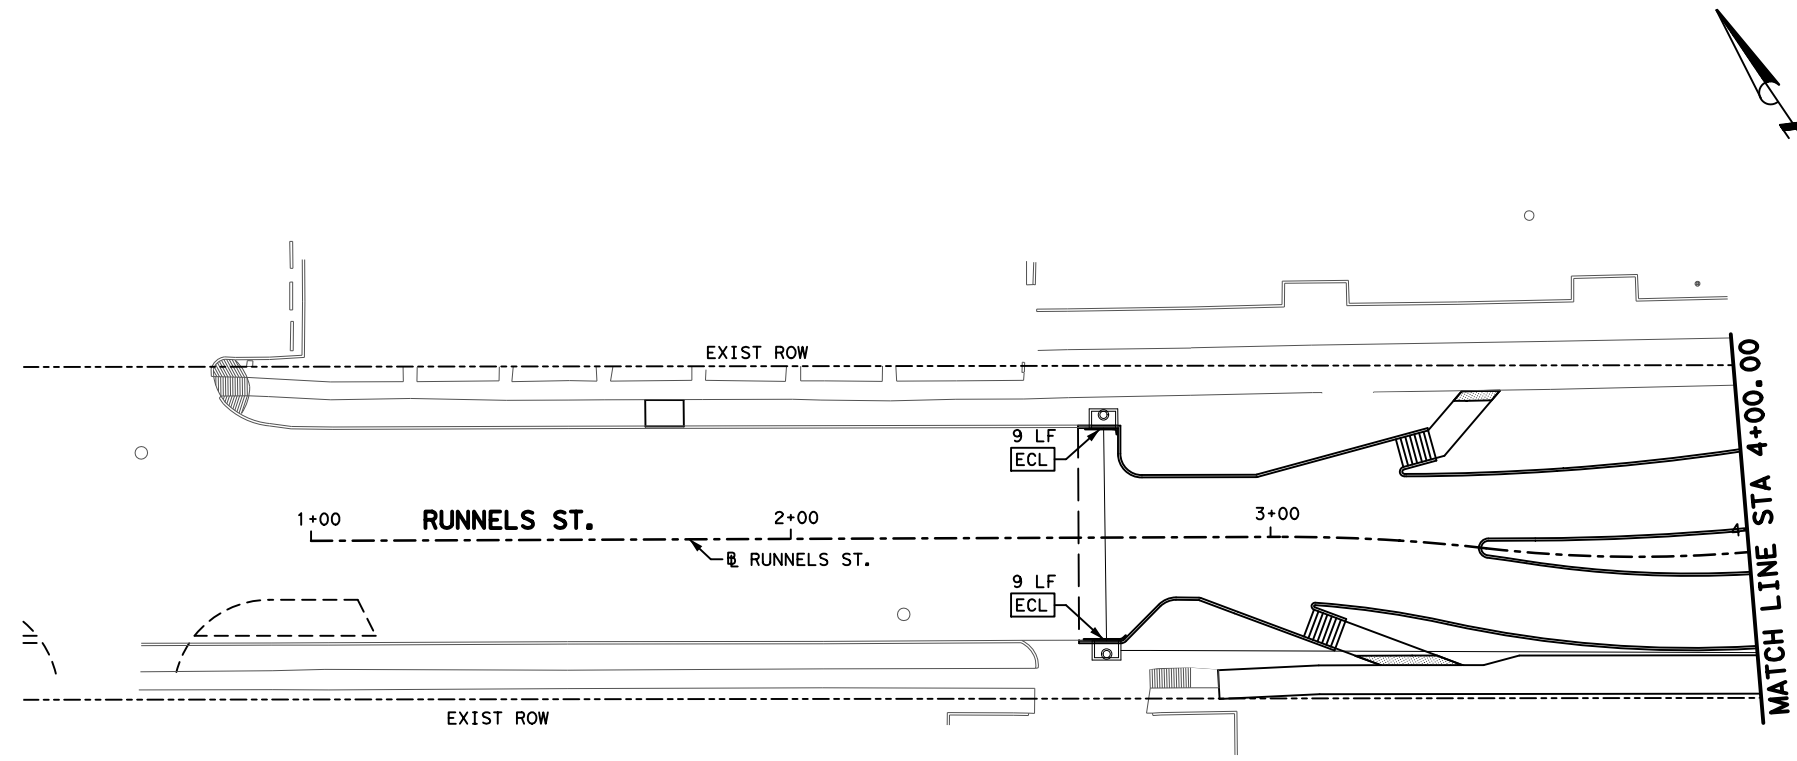 N
EXIST ROW
9 LF
ECL
1+00
RUNNELS ST.
2+00
3+00
4
℄ RUNNELS ST.
9 LF
ECL
EXIST ROW
MATCH LINE STA 4+00.00